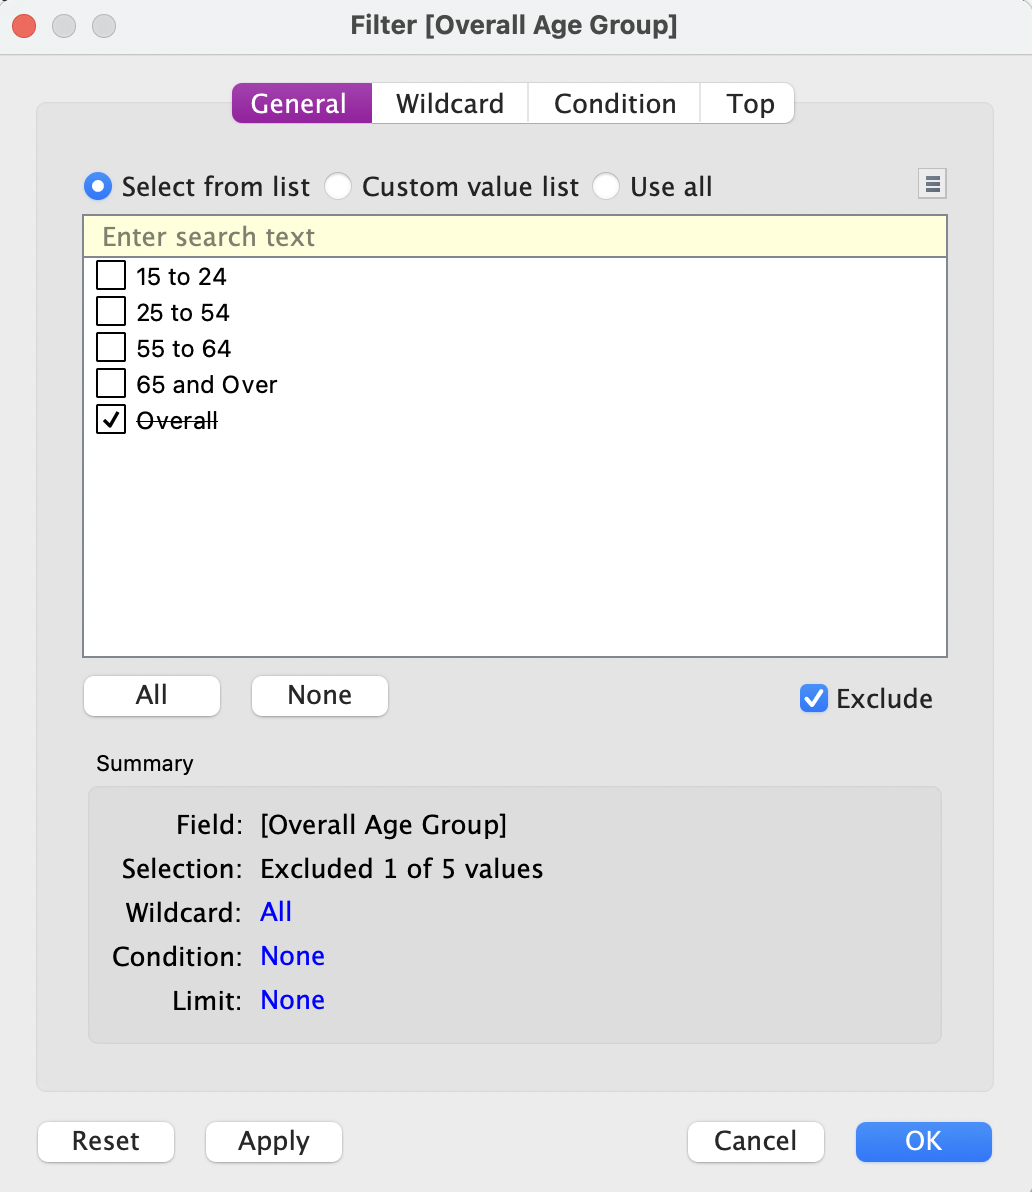 Filter [Overall Age Group]
General Wildcard Condition Top
Select from list Custom value list Use all
Enter search text
15 to 24
25 to 54
55 to 64
65 and Over
Overall
All None Exclude
Summary
Field: [Overall Age Group]
Selection: Excluded 1 of 5 values
Wildcard: All
Condition: None
Limit: None
Reset Apply Cancel OK